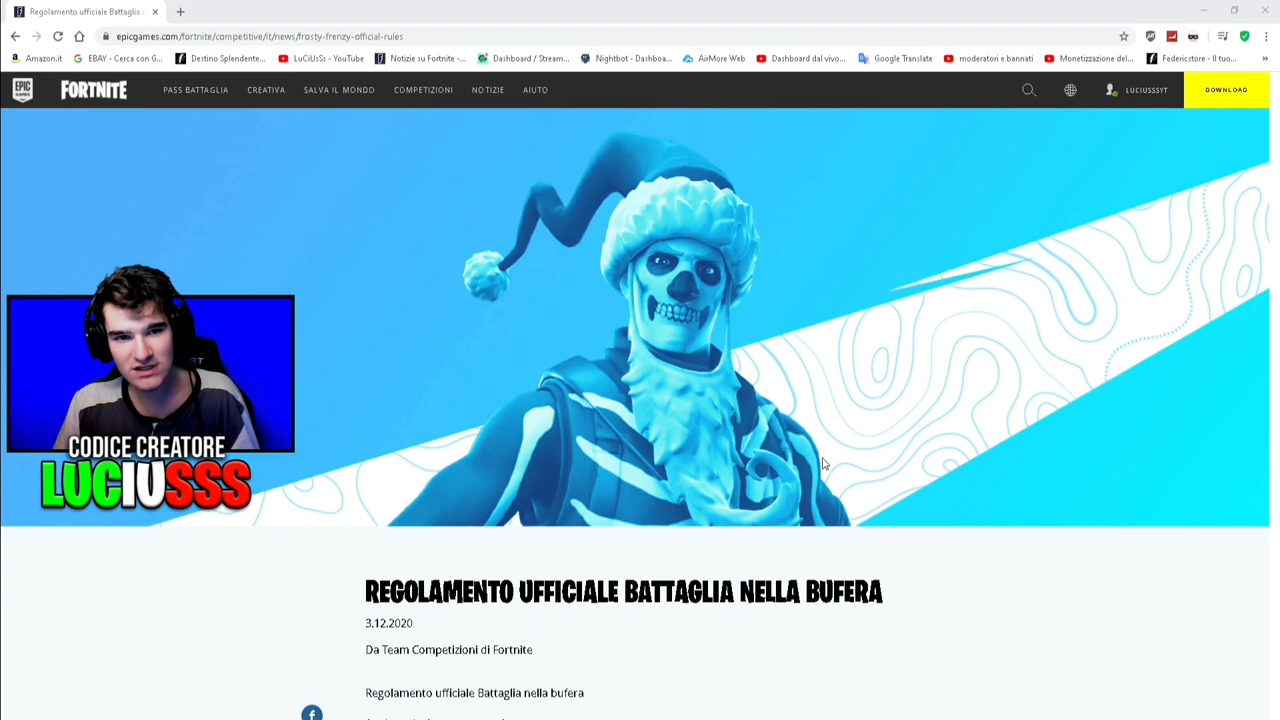 Regolamento ufficiale Battaglia
epicgames.com/fortnite/competitive/it/news/frosty-frenzy-official-rules
Amazon.it
EBAY - Cerca con G...
Destino Splendente...
LuCiUsSs - YouTube
Notizie su Fortnite -...
Dashboard / Stream...
Nightbot - Dashboa...
AirMore Web
Dashboard dal vivo...
Google Translate
moderatori e bannati
Monetizzazione del...
Federicstore - Il tuo...
EPIC GAMES
FORTNITE
PASS BATTAGLIA
CREATIVA
SALVA IL MONDO
COMPETIZIONI
NOTIZIE
AIUTO
LUCIUSSSYT
DOWNLOAD
CODICE CREATORE
LUCIUSSS
REGOLAMENTO UFFICIALE BATTAGLIA NELLA BUFERA
3.12.2020
Da Team Competizioni di Fortnite
Regolamento ufficiale Battaglia nella bufera